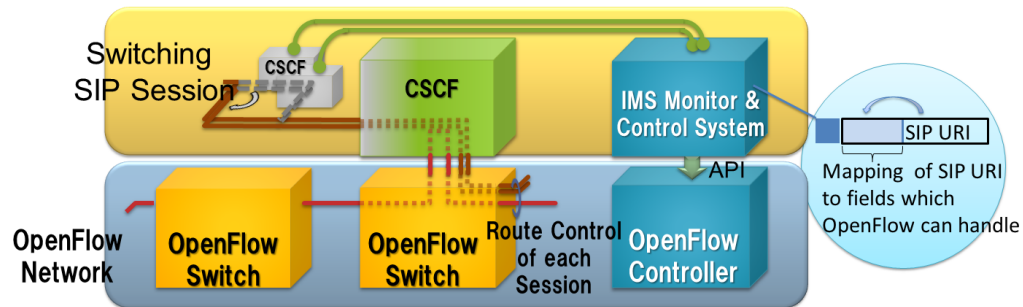 Switching
SIP Session
CSCF
CSCF
IMS Monitor &
Control System
SIP URI
Mapping of SIP URI
to fields which
OpenFlow can handle
API
OpenFlow
Network
OpenFlow
Switch
OpenFlow
Switch
Route Control
of each
Session
OpenFlow
Controller